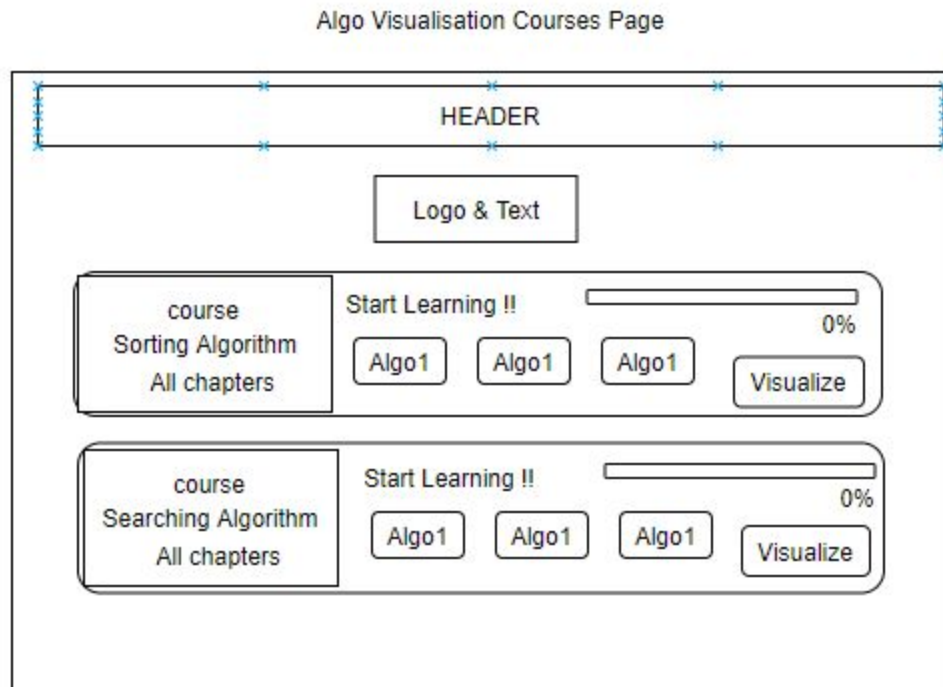 Algo Visualisation Courses Page
HEADER
Logo & Text
course
Sorting Algorithm
All chapters
Start Learning !!
0%
Algo1 Algo1 Algo1
Visualize
course
Searching Algorithm
All chapters
Start Learning !!
0%
Algo1 Algo1 Algo1
Visualize